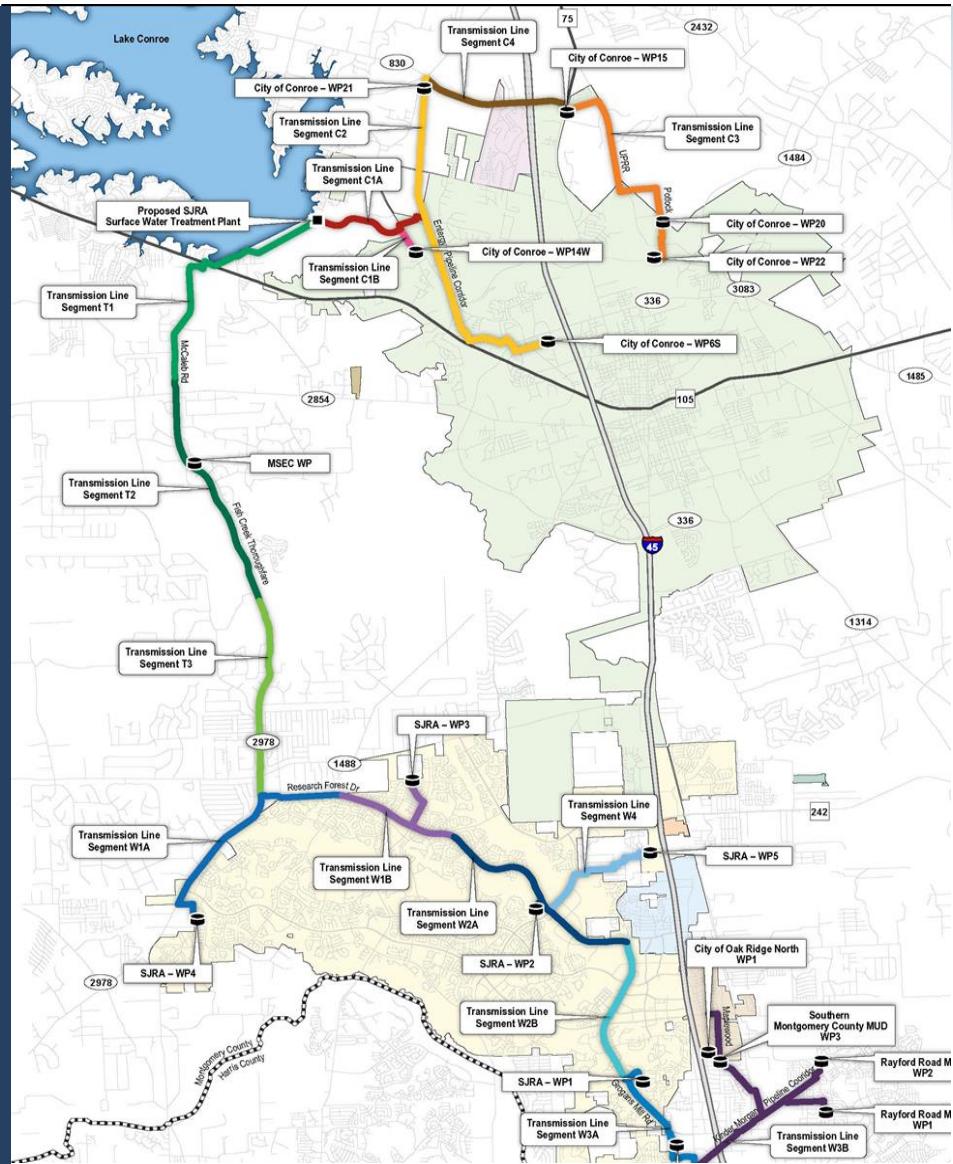 75
2432
Lake Conroe
Transmission Line
Segment C4
830
City of Conroe – WP15
City of Conroe – WP21
Transmission Line
Segment C2
Transmission Line
Segment C3
UPRR
1484
Transmission Line
Segment C1A
Pollock
Proposed SJRA
Surface Water Treatment Plant
City of Conroe – WP20
Entergy Pipeline Corridor
City of Conroe – WP14W
City of Conroe – WP22
Transmission Line
Segment C1B
3083
336
Transmission Line
Segment T1
McCaleb Rd
City of Conroe – WP6S
1485
2854
105
MSEC WP
Transmission Line
Segment T2
Fish Creek Thoroughfare
336
45
1314
Transmission Line
Segment T3
SJRA – WP3
2978
1488
Research Forest Dr
Transmission Line
Segment W4
242
Transmission Line
Segment W1A
SJRA – WP5
Transmission Line
Segment W1B
Transmission Line
Segment W2A
City of Oak Ridge North
WP1
SJRA – WP4
SJRA – WP2
2978
Transmission Line
Segment W2B
Southern
Montgomery County MUD
WP3
Montgomery County
Harris County
Rayford Road M
WP2
SJRA – WP1
Grogans Mill Rd
Kinder Morgan Pipeline Cooridor
Rayford Road M
WP1
Transmission Line
Segment W3A
Transmission Line
Segment W3B